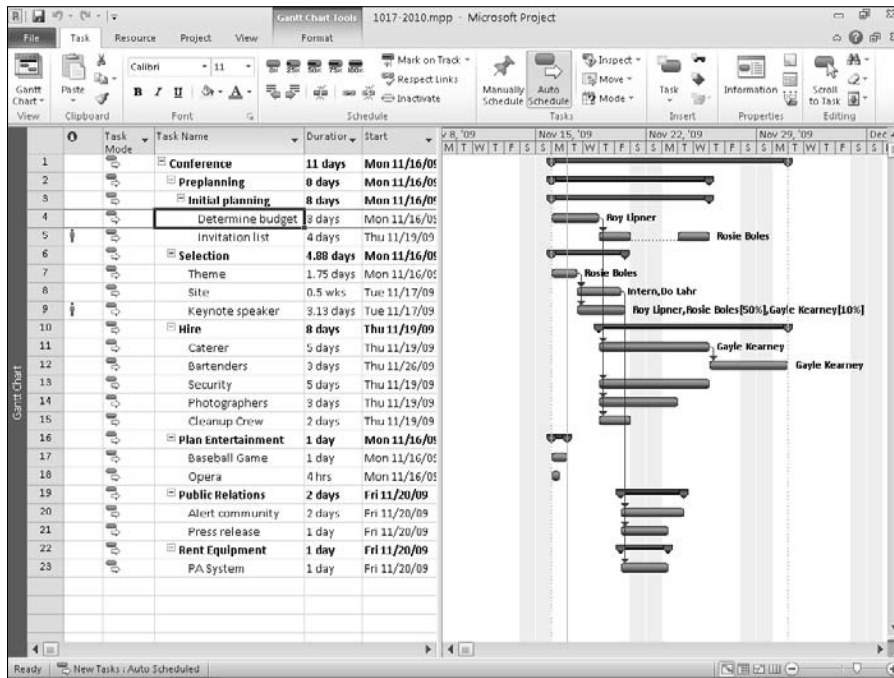 Gantt Chart Tools 1017-2010.mpp - Microsoft Project
File Task Resource Project View Format
Gantt Chart Paste Calibri 11 B I U A Mark on Track Respect Links Inactivate Manually Schedule Auto Schedule Inspect Move Mode Task Information Scroll to Task
View Clipboard Font Schedule Tasks Insert Properties Editing
Task Mode Task Name Duration Start 8, '09 Nov 15, '09 Nov 22, '09 Nov 29, '09 Dec
M T W T F S S M T W T F S S M T W T F S S M T W T F S S
1 Conference 11 days Mon 11/16/09
2 Preplanning 8 days Mon 11/16/09
3 Initial planning 8 days Mon 11/16/09
4 Determine budget 3 days Mon 11/16/09 Roy Lipner
5 Invitation list 4 days Thu 11/19/09 Rosie Boles
6 Selection 4.88 days Mon 11/16/09
7 Theme 1.75 days Mon 11/16/09 Rosie Boles
8 Site 0.5 wks Tue 11/17/09 Intern,Do Lahr
9 Keynote speaker 3.13 days Tue 11/17/09 Roy Lipner,Rosie Boles[50%],Gayle Kearney[10%]
10 Hire 8 days Thu 11/19/09
11 Caterer 5 days Thu 11/19/09 Gayle Kearney
12 Bartenders 3 days Thu 11/26/09 Gayle Kearney
13 Security 5 days Thu 11/19/09
14 Photographers 3 days Thu 11/19/09
15 Cleanup Crew 2 days Thu 11/19/09
16 Plan Entertainment 1 day Mon 11/16/09
17 Baseball Game 1 day Mon 11/16/09
18 Opera 4 hrs Mon 11/16/09
19 Public Relations 2 days Fri 11/20/09
20 Alert community 2 days Fri 11/20/09
21 Press release 1 day Fri 11/20/09
22 Rent Equipment 1 day Fri 11/20/09
23 PA System 1 day Fri 11/20/09
Gantt Chart
Ready New Tasks : Auto Scheduled